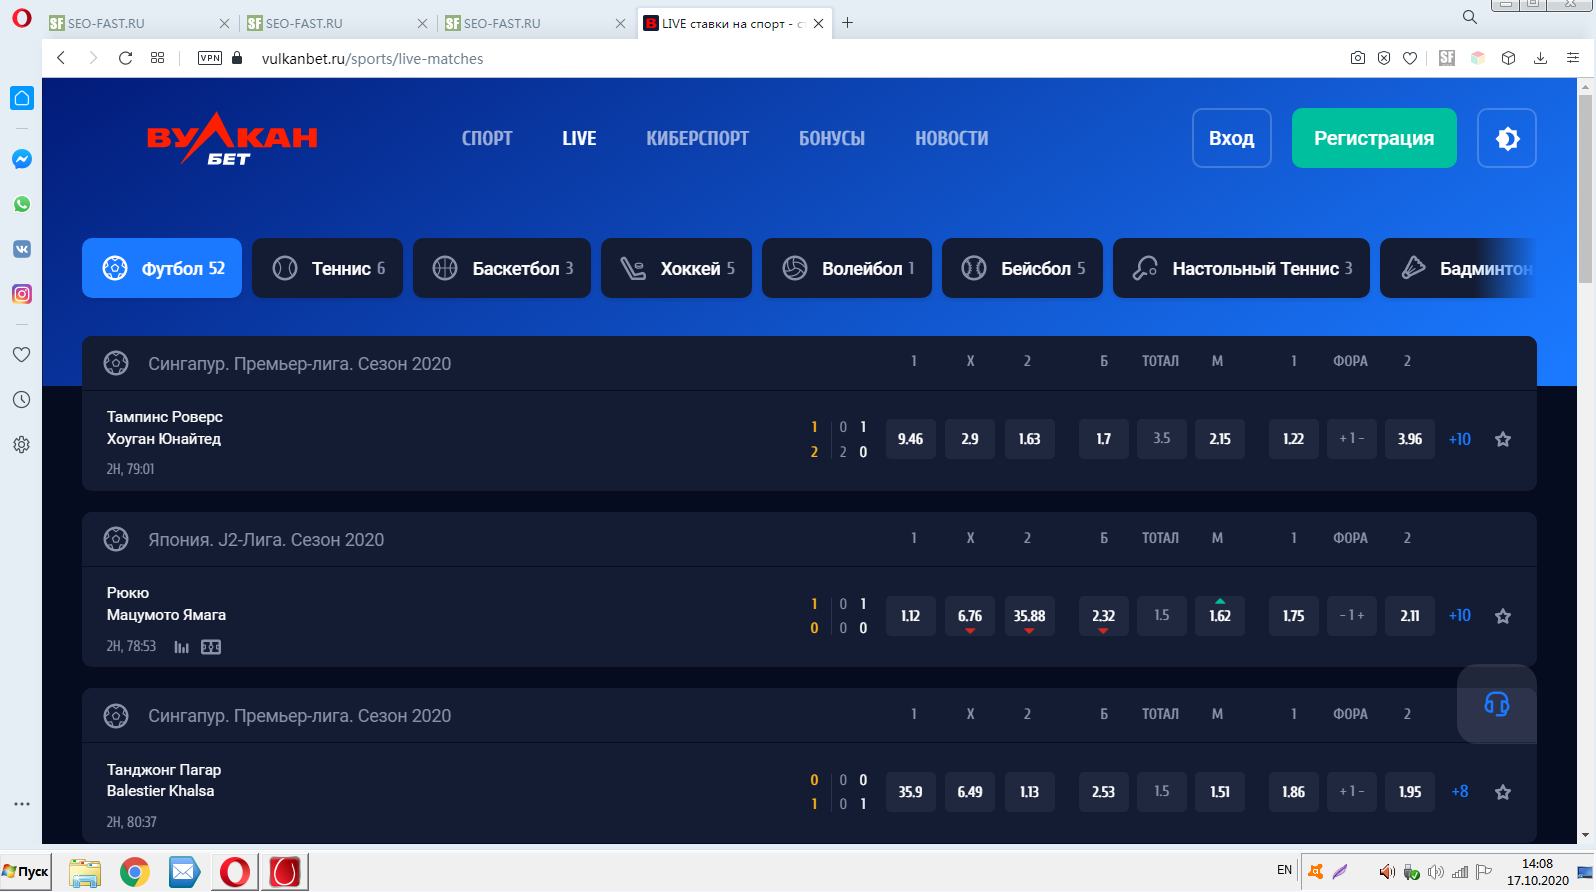 SF SEO-FAST.RU
SF SEO-FAST.RU
SF SEO-FAST.RU
B LIVE ставки на спорт - ст
VPN vulkanbet.ru/sports/live-matches SF
ВУЛКАН БЕТ
СПОРТ LIVE КИБЕРСПОРТ БОНУСЫ НОВОСТИ
Вход Регистрация
Футбол 52 Теннис 6 Баскетбол 3 Хоккей 5 Волейбол 1 Бейсбол 5 Настольный Теннис 3 Бадминтон
Сингапур. Премьер-лига. Сезон 2020 1 X 2 Б ТОТАЛ М 1 ФОРА 2
Тампинс Роверс 1 0 1
Хоуган Юнайтед 2 2 0
9.46 2.9 1.63 1.7 3.5 2.15 1.22 + 1 - 3.96 +10
2H, 79:01
Япония. J2-Лига. Сезон 2020 1 X 2 Б ТОТАЛ М 1 ФОРА 2
Рюкю 1 0 1
Мацумото Ямага 0 0 0
1.12 6.76 35.88 2.32 1.5 1.62 1.75 - 1 + 2.11 +10
2H, 78:53
Сингапур. Премьер-лига. Сезон 2020 1 X 2 Б ТОТАЛ М 1 ФОРА 2
Танджонг Пагар 0 0 0
Balestier Khalsa 1 0 1
35.9 6.49 1.13 2.53 1.5 1.51 1.86 + 1 - 1.95 +8
2H, 80:37
Пуск EN 14:08
17.10.2020